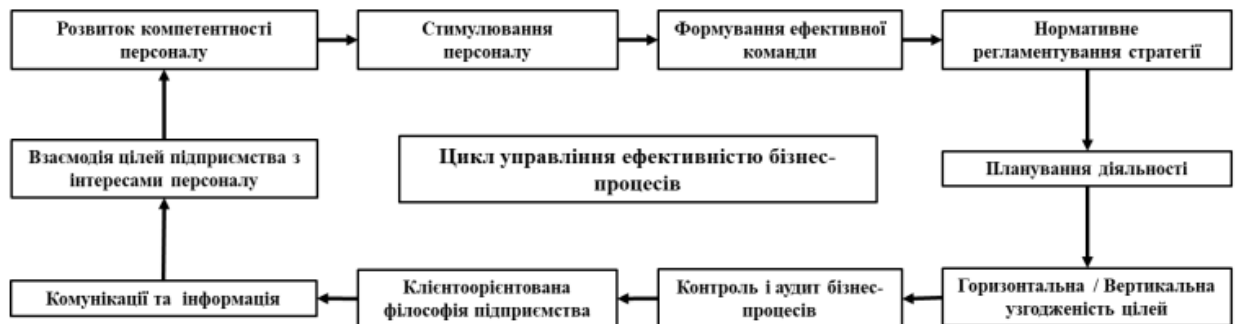 Розвиток компетентності
персоналу
Стимулювання
персоналу
Формування ефективної
команди
Нормативне
регламентування стратегії
Взаємодія цілей підприємства з
інтересами персоналу
Цикл управління ефективністю бізнес-
процесів
Планування діяльності
Комунікації та інформація
Клієнтоорієнтована
філософія підприємства
Контроль і аудит бізнес-
процесів
Горизонтальна / Вертикальна
узгодженість цілей